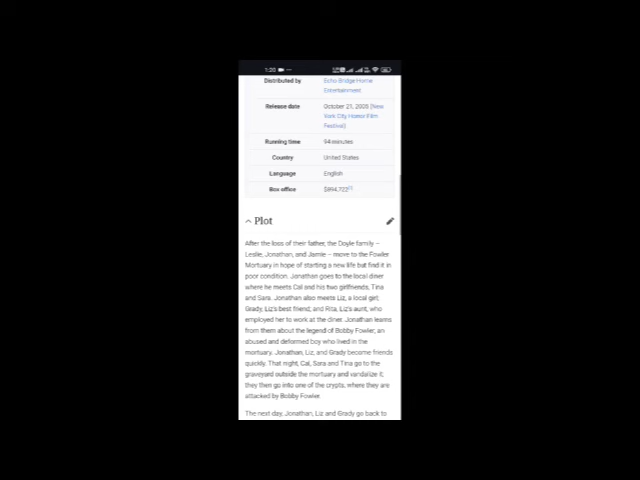 1:20
Distributed by Echo Bridge Home
Entertainment
Release date October 21, 2005 (New
York City Horror Film
Festival)
Running time 94 minutes
Country United States
Language English
Box office $894,722[1]
Plot
After the loss of their father, the Doyle family –
Leslie, Jonathan, and Jamie – move to the Fowler
Mortuary in hope of starting a new life but find it in
poor condition. Jonathan goes to the local diner
where he meets Cal and his two girlfriends, Tina
and Sara. Jonathan also meets Liz, a local girl;
Grady, Liz's best friend; and Rita, Liz's aunt, who
employed her to work at the diner. Jonathan learns
from them about the legend of Bobby Fowler; an
abused and deformed boy who lived in the
mortuary. Jonathan, Liz, and Grady become friends
quickly. That night, Cal, Sara and Tina go to the
graveyard outside the mortuary and vandalize it;
they then go into one of the crypts, where they are
attacked by Bobby Fowler.
The next day, Jonathan, Liz and Grady go back to